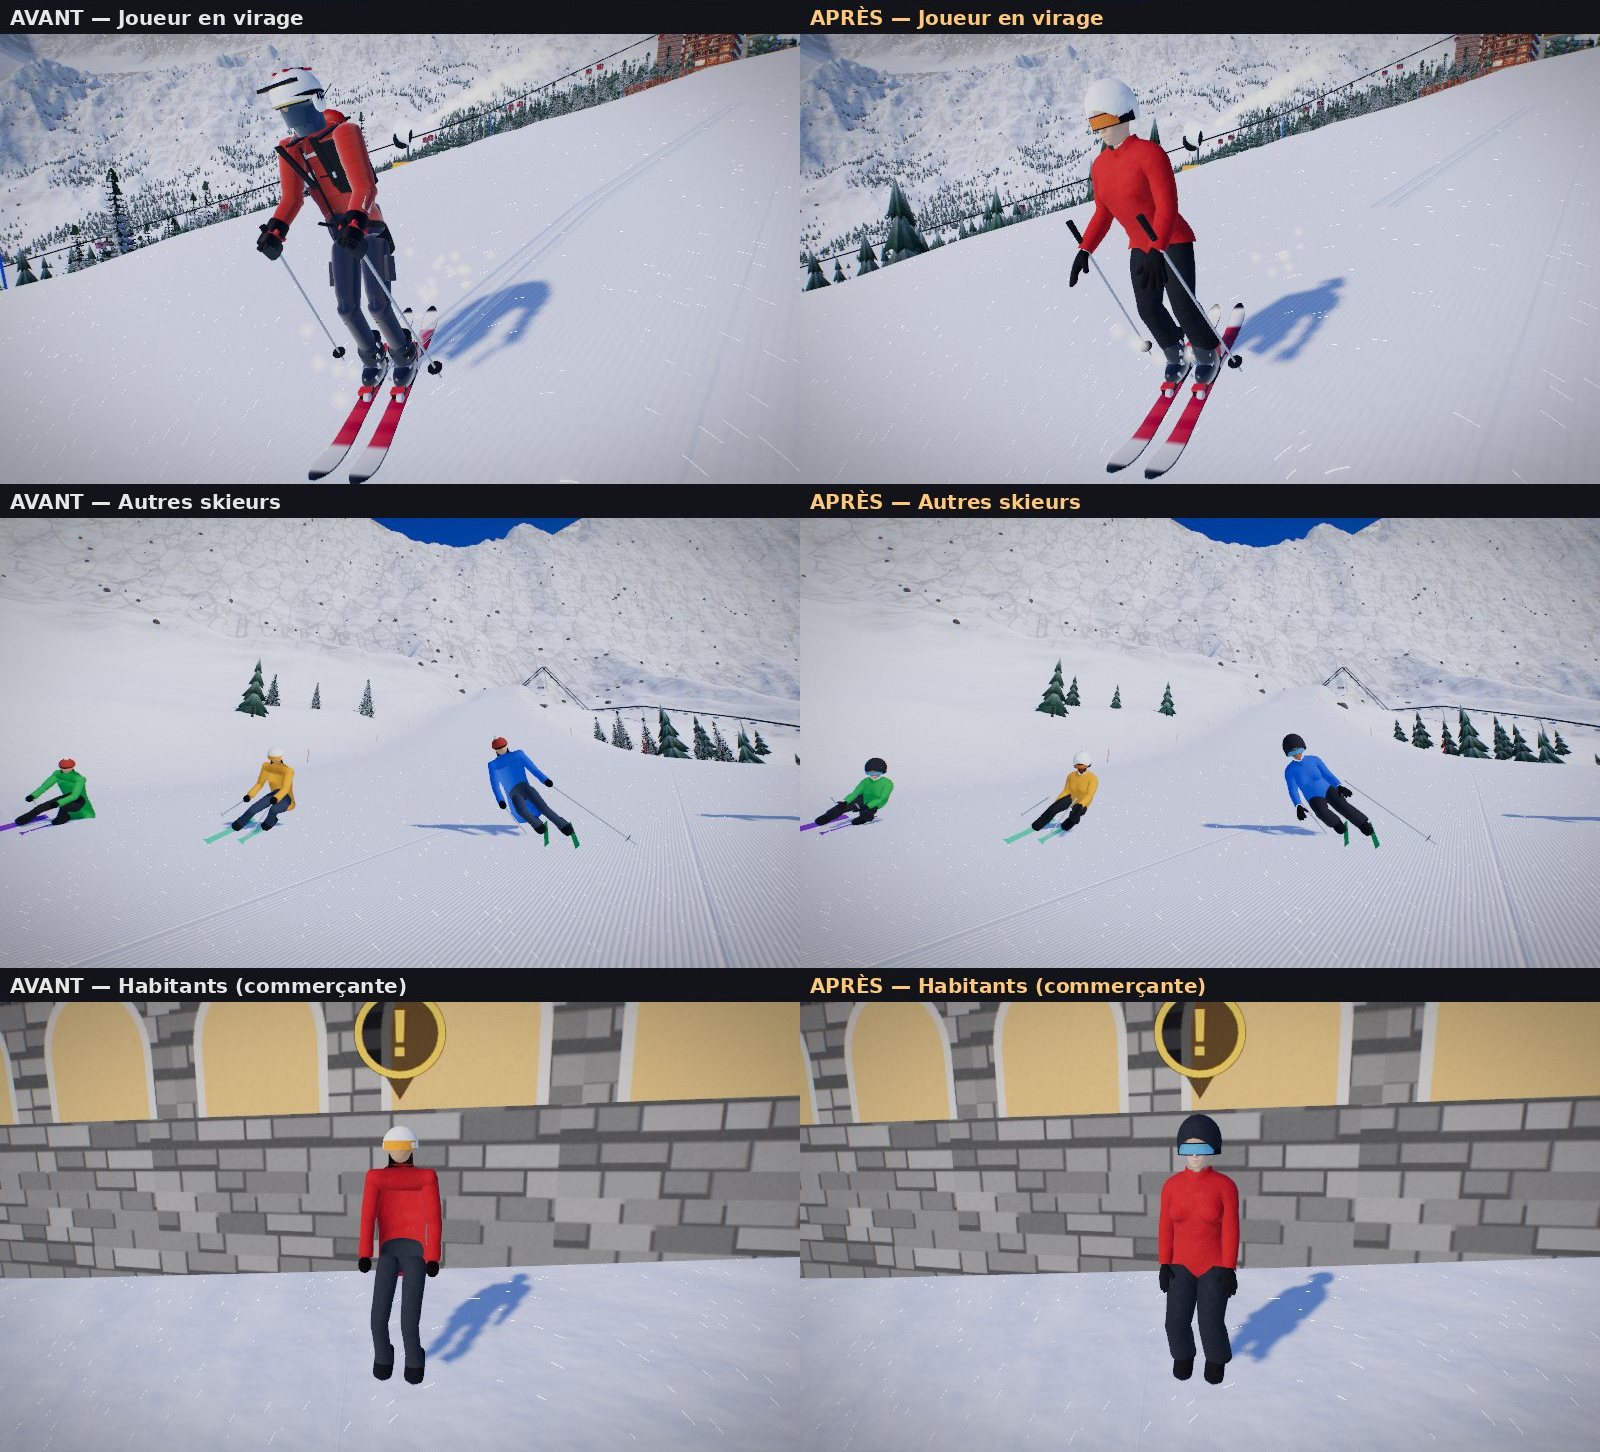 AVANT — Joueur en virage
APRÈS — Joueur en virage
AVANT — Autres skieurs
APRÈS — Autres skieurs
AVANT — Habitants (commerçante)
!
APRÈS — Habitants (commerçante)
!